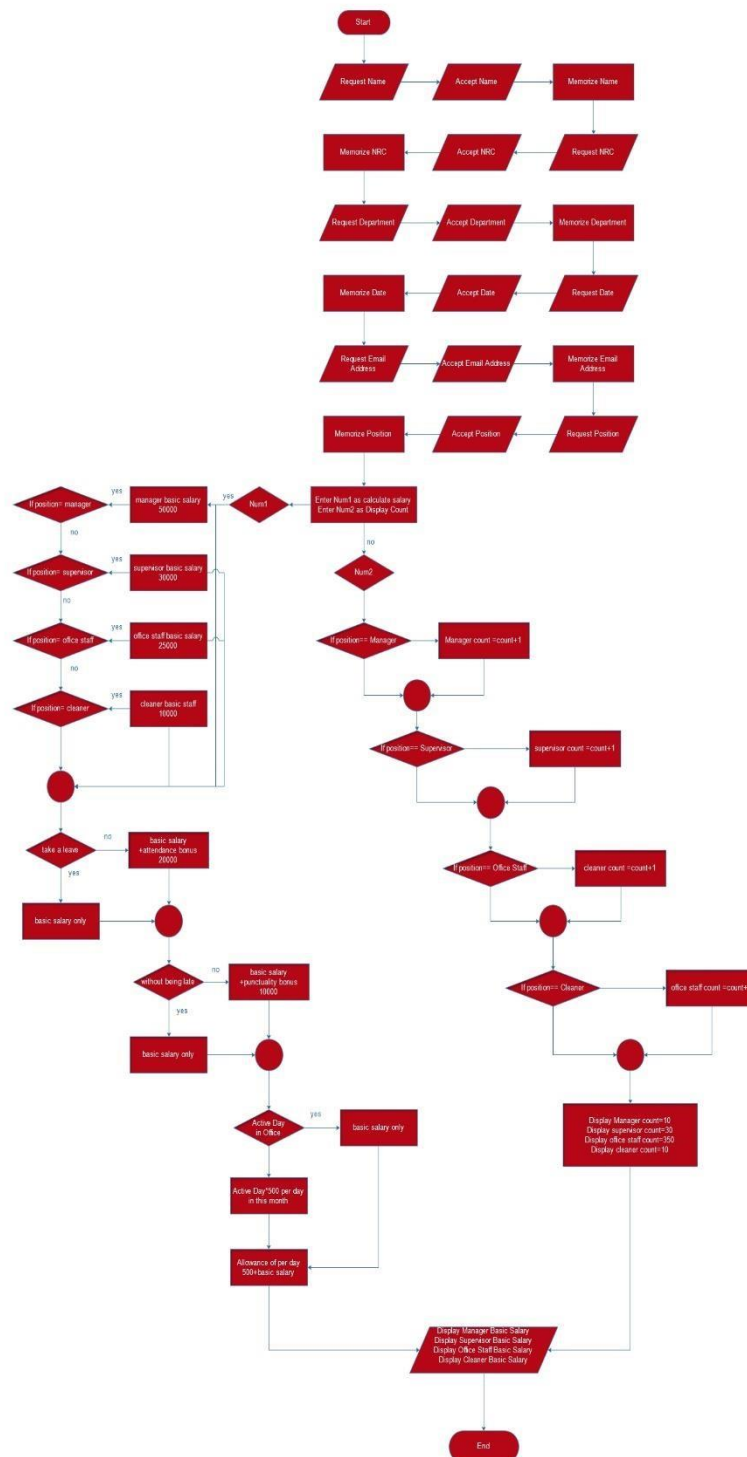 Start
Request Name
Accept Name
Memorize Name
Memorize NRC
Accept NRC
Request NRC
Request Department
Accept Department
Memorize Department
Memorize Date
Accept Date
Request Date
Request Email
Address
Accept Email Address
Memorize Email
Address
Memorize Position
Accept Position
Request Position
If position= manager
yes
manager basic salary
50000
yes
Num1
Enter Num1 as calculate salary
Enter Num2 as Display Count
no
no
If position= supervisor
yes
supervisor basic salary
30000
no
If position= office staff
yes
office staff basic salary
25000
no
If position= cleaner
yes
cleaner basic staff
10000
take a leave
no
basic salary
+attendance bonus
20000
yes
basic salary only
without being late
no
basic salary
+punctuality bonus
10000
yes
basic salary only
Active Day
in Office
yes
basic salary only
Active Day*500 per day
in this month
Allowance of per day
500+basic salary
Num2
If position== Manager
Manager count =count+1
If position== Supervisor
supervisor count =count+1
If position== Office Staff
cleaner count =count+1
If position== Cleaner
office staff count =count+
Display Manager count=10
Display supervisor count=30
Display office staff count=350
Display cleaner count=10
Display Manager Basic Salary
Display Supervisor Basic Salary
Display Office Staff Basic Salary
Display Cleaner Basic Salary
End